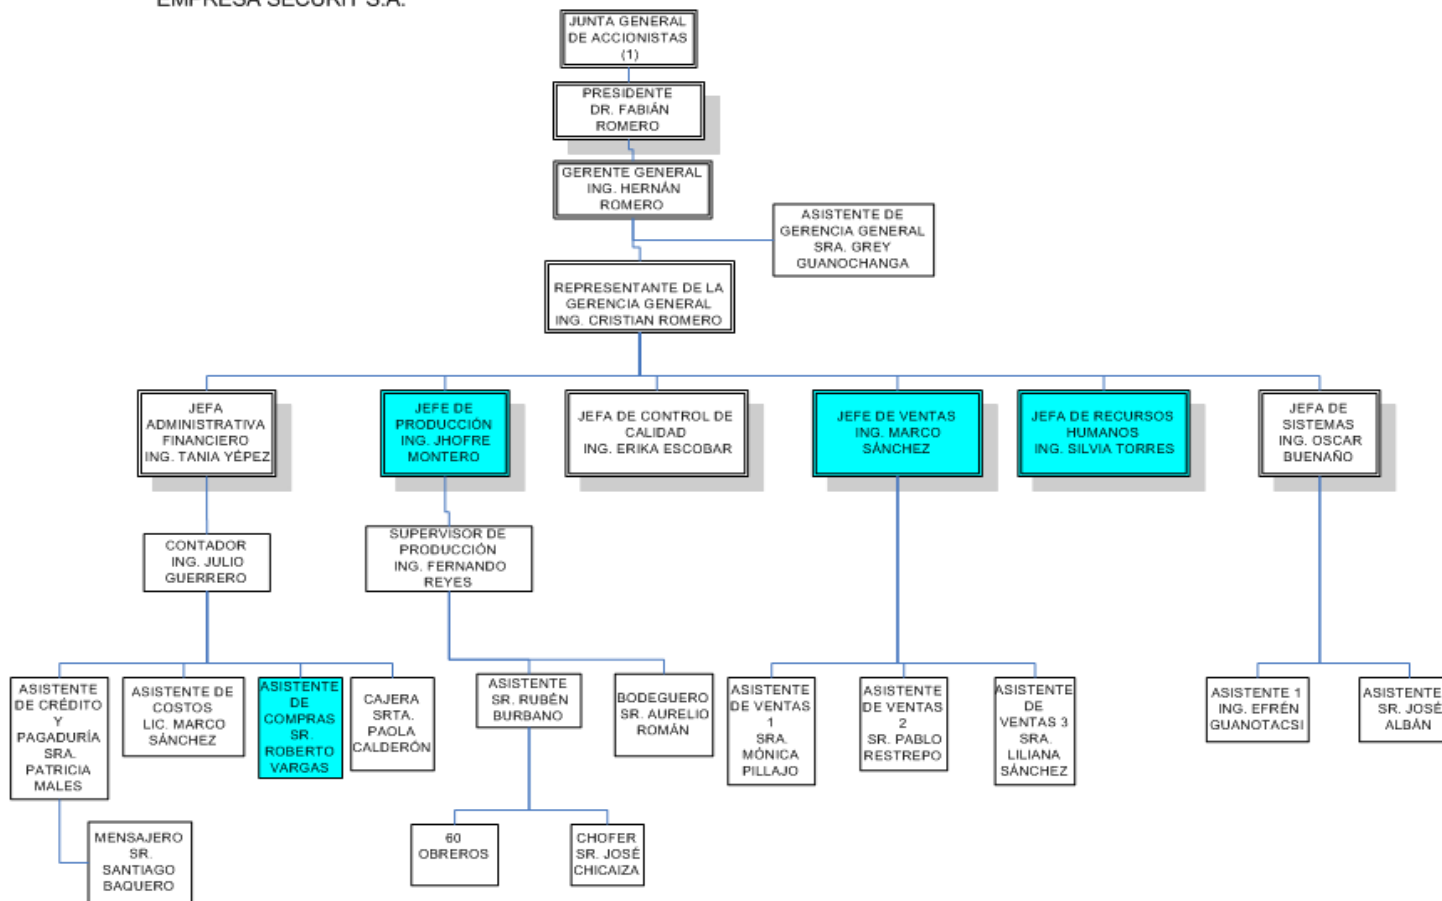 EMPRESA SECURIT S.A.
JUNTA GENERAL
DE ACCIONISTAS
(1)
PRESIDENTE
DR. FABIÁN
ROMERO
GERENTE GENERAL
ING. HERNÁN
ROMERO
ASISTENTE DE
GERENCIA GENERAL
SRA. GREY
GUANOCHANGA
REPRESENTANTE DE LA
GERENCIA GENERAL
ING. CRISTIAN ROMERO
JEFA
ADMINISTRATIVA
FINANCIERO
ING. TANIA YÉPEZ
JEFE DE
PRODUCCIÓN
ING. JHOFRE
MONTERO
JEFA DE CONTROL DE
CALIDAD
ING. ERIKA ESCOBAR
JEFE DE VENTAS
ING. MARCO
SÁNCHEZ
JEFA DE RECURSOS
HUMANOS
ING. SILVIA TORRES
JEFA DE
SISTEMAS
ING. OSCAR
BUENAÑO
CONTADOR
ING. JULIO
GUERRERO
SUPERVISOR DE
PRODUCCIÓN
ING. FERNANDO
REYES
ASISTENTE
DE CRÉDITO
Y
PAGADURÍA
SRA.
PATRICIA
MALES
ASISTENTE DE
COSTOS
LIC. MARCO
SÁNCHEZ
ASISTENTE
DE
COMPRAS
SR.
ROBERTO
VARGAS
CAJERA
SRTA.
PAOLA
CALDERÓN
ASISTENTE
SR. RUBÉN
BURBANO
BODEGUERO
SR. AURELIO
ROMÁN
ASISTENTE
DE VENTAS
1
SRA.
MÓNICA
PILLAJO
ASISTENTE
DE VENTAS
2
SR. PABLO
RESTREPO
ASISTENTE
DE
VENTAS 3
SRA.
LILIANA
SÁNCHEZ
ASISTENTE 1
ING. EFRÉN
GUANOTACSI
ASISTENTE
SR. JOSÉ
ALBÁN
MENSAJERO
SR.
SANTIAGO
BAQUERO
60
OBREROS
CHOFER
SR. JOSÉ
CHICAIZA